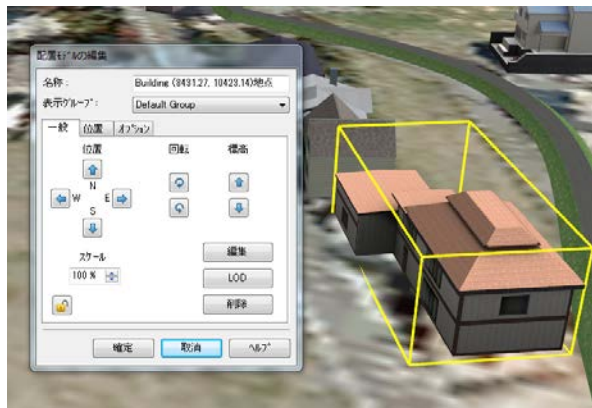 配置ﾓﾃﾞﾙの編集
名称：
Building (8431.27, 10423.14)地点
表示ｸﾞﾙｰﾌﾟ：
Default Group
一般 位置 ｵﾌﾟｼｮﾝ
位置 回転 標高
N
W E
S
スケール
100 %
編集
LOD
削除
確定 取消 ﾍﾙﾌﾟ